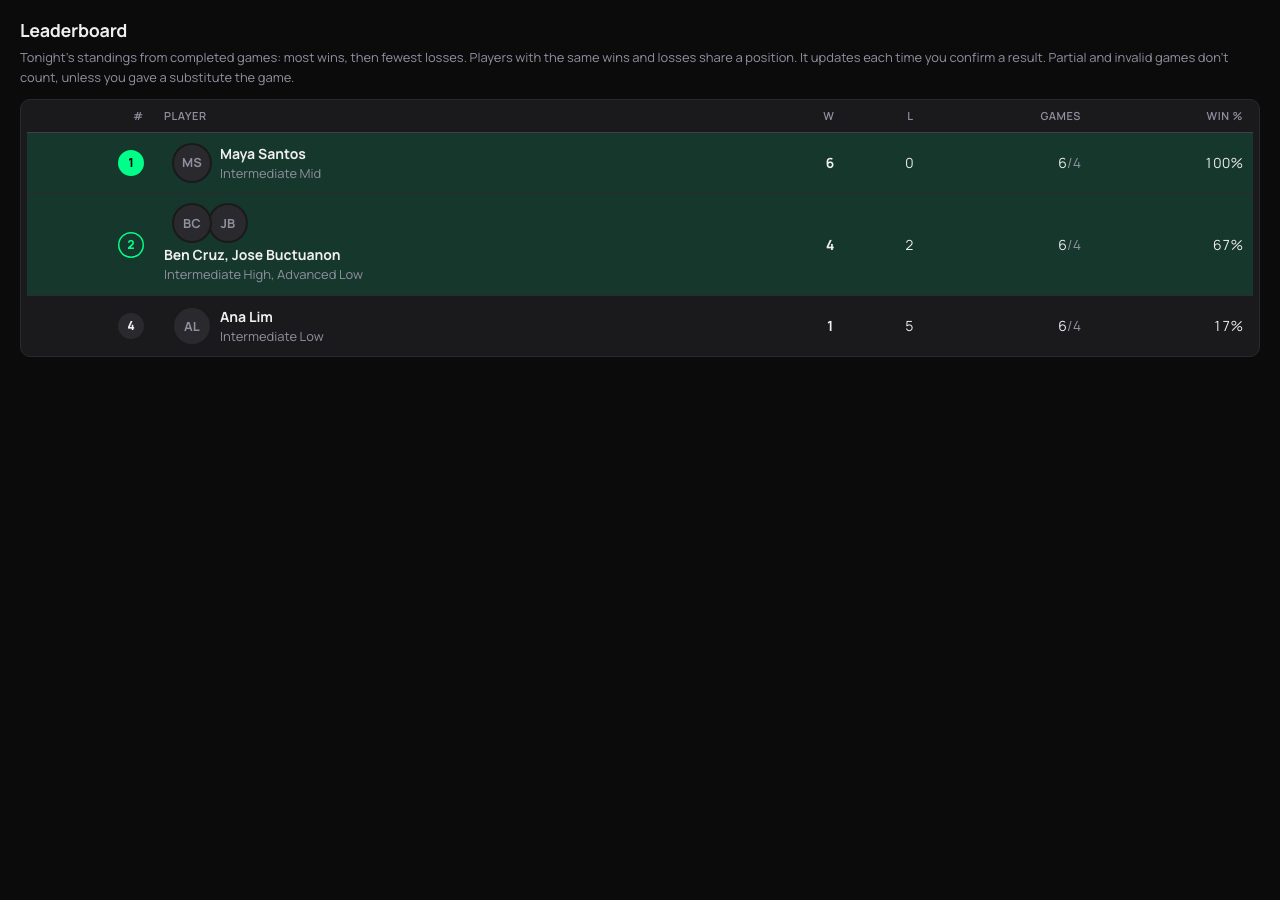 Leaderboard
Tonight's standings from completed games: most wins, then fewest losses. Players with the same wins and losses share a position. It updates each time you confirm a result. Partial and invalid games don't
count, unless you gave a substitute the game.
# PLAYER W L GAMES WIN %
1 MS Maya Santos 6 0 6/4 100%
Intermediate Mid
BC JB
2 Ben Cruz, Jose Buctuanon 4 2 6/4 67%
Intermediate High, Advanced Low
4 AL Ana Lim 1 5 6/4 17%
Intermediate Low